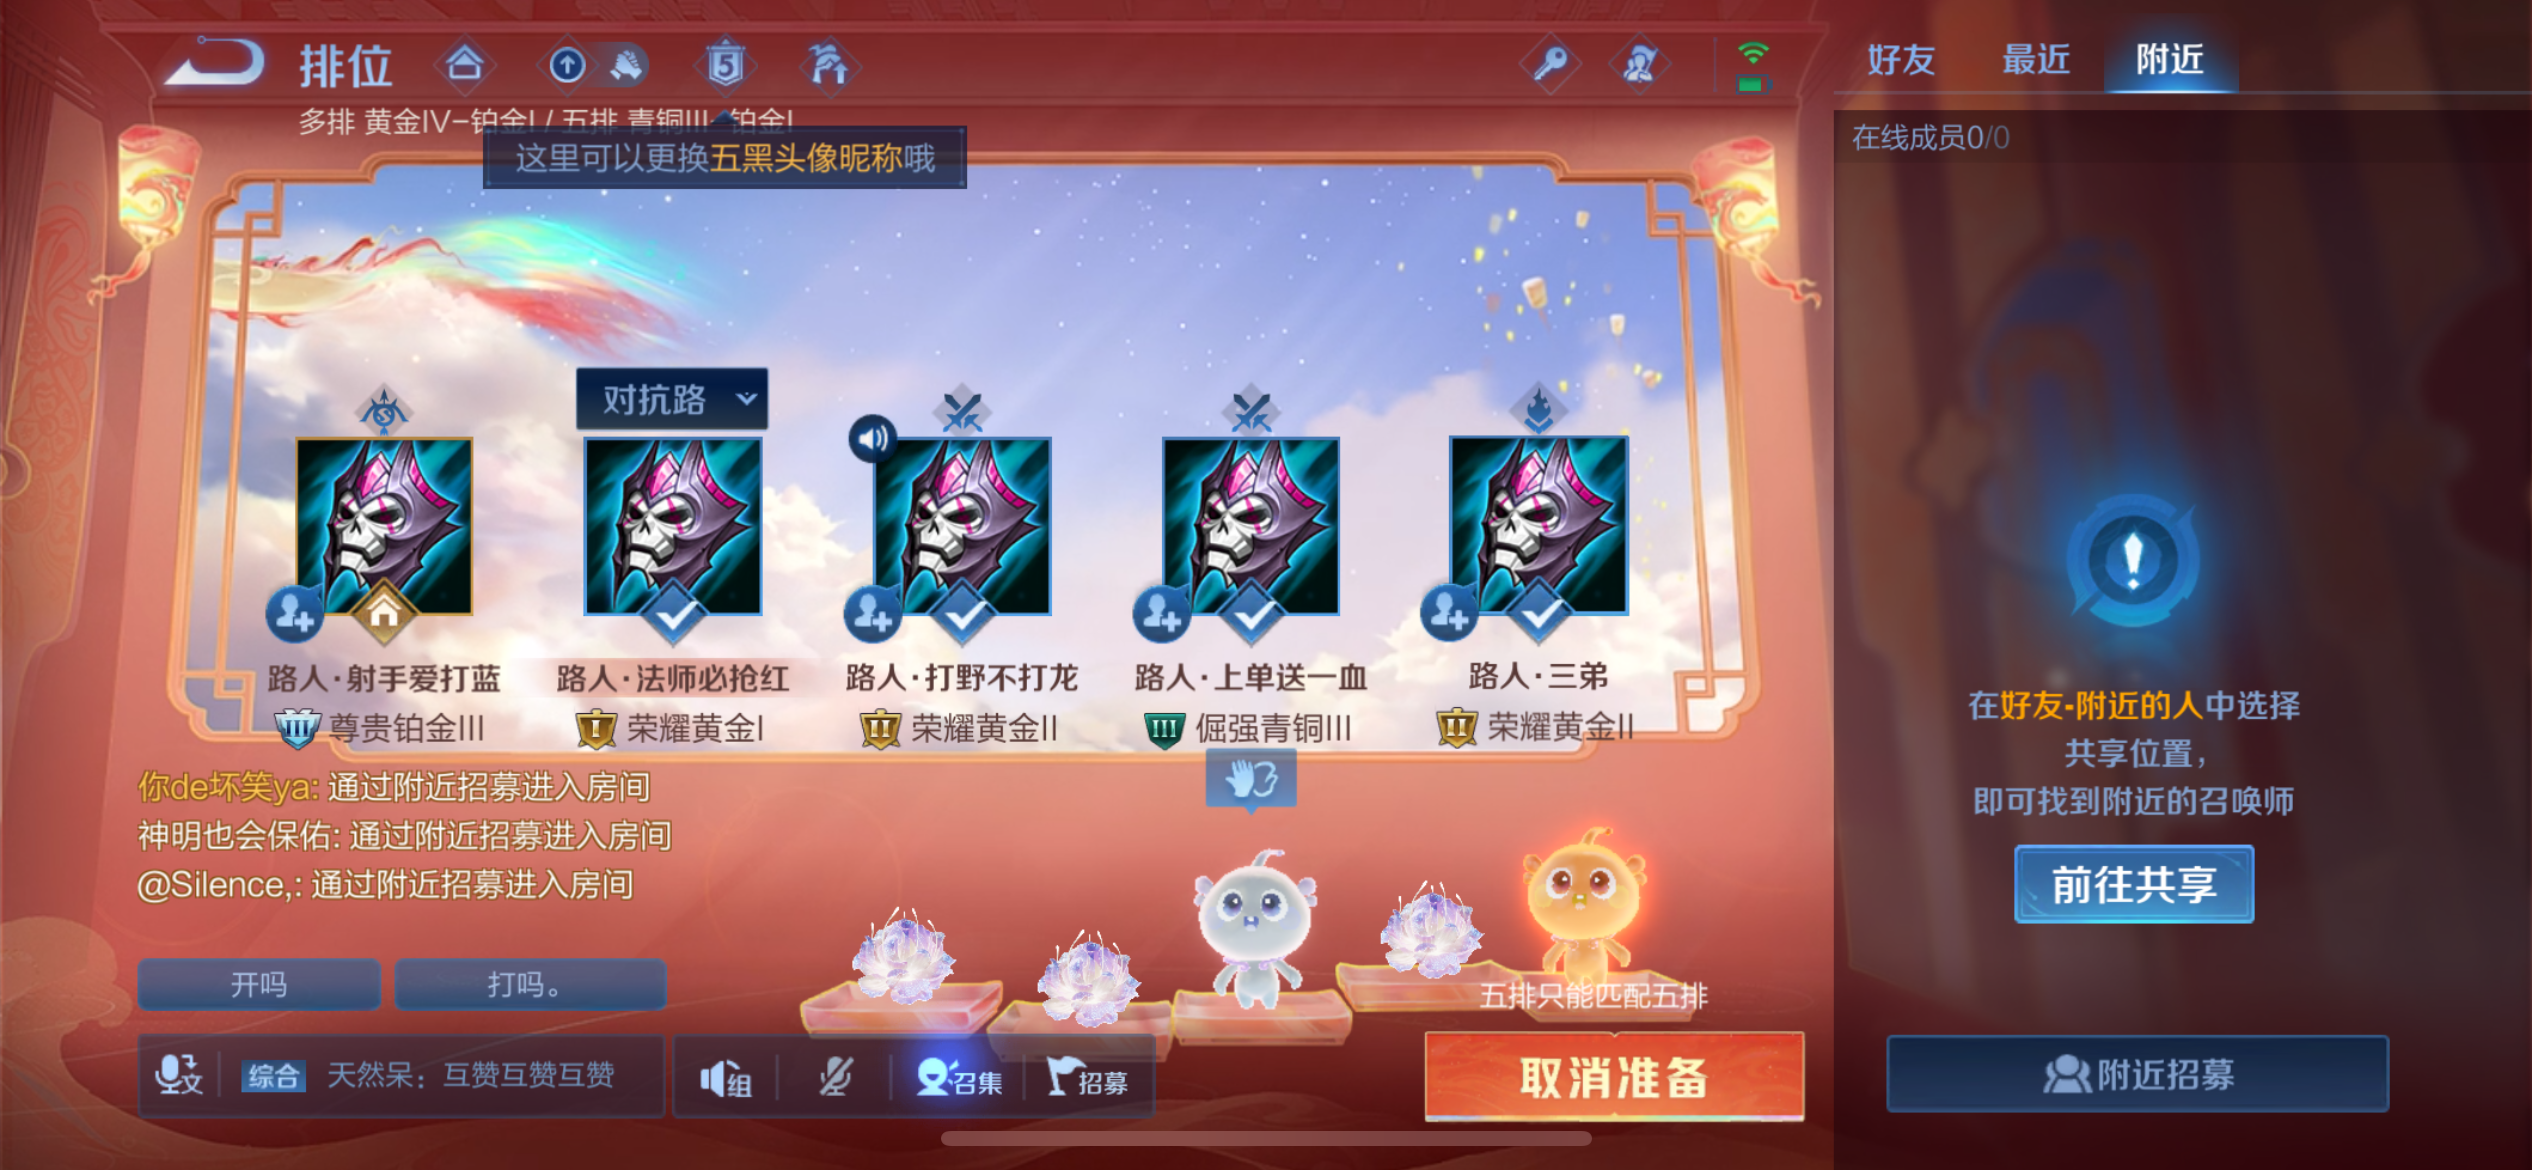 排位
5
好友
最近
附近
多排 黄金IV-铂金I / 五排 青铜III-铂金I
这里可以更换五黑头像昵称哦
在线成员0/0
对抗路
路人·射手爱打蓝
路人·法师必抢红
路人·打野不打龙
路人·上单送一血
路人·三弟
III 尊贵铂金III
I 荣耀黄金I
II 荣耀黄金II
III 倔强青铜III
II 荣耀黄金II
在好友-附近的人中选择
共享位置，
即可找到附近的召唤师
前往共享
你de坏笑ya: 通过附近招募进入房间
神明也会保佑: 通过附近招募进入房间
@Silence,: 通过附近招募进入房间
开吗
打吗。
五排只能匹配五排
文
综合
天然呆：互赞互赞互赞
组
召集
招募
取消准备
附近招募